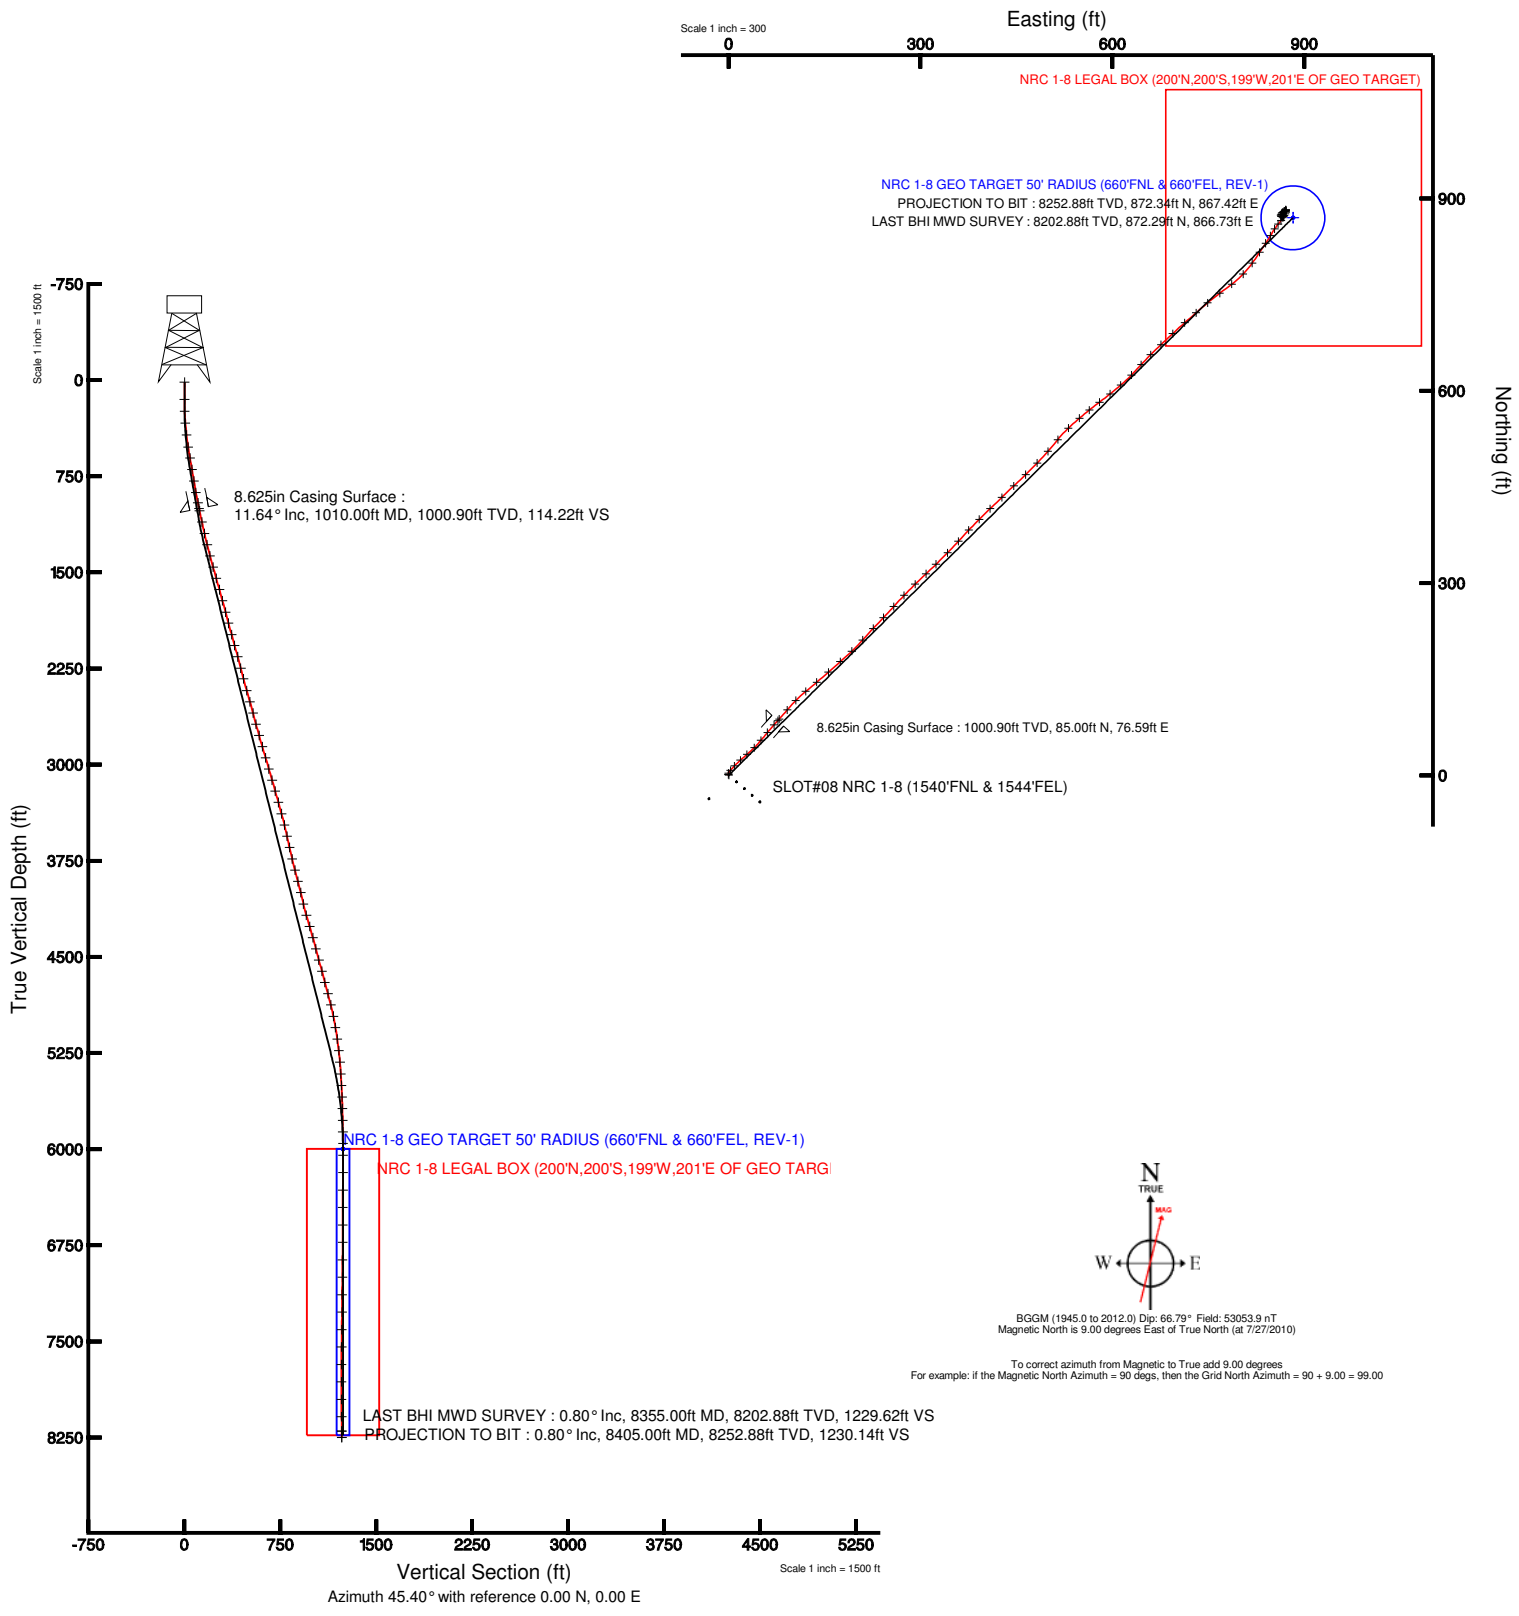 Easting (ft)
Scale 1 inch = 300
0 300 600 900
NRC 1-8 LEGAL BOX (200'N,200'S,199'W,201'E OF GEO TARGET)
NRC 1-8 GEO TARGET 50' RADIUS (660'FNL & 660'FEL, REV-1)
PROJECTION TO BIT : 8252.88ft TVD, 872.34ft N, 867.42ft E
LAST BHI MWD SURVEY : 8202.88ft TVD, 872.29ft N, 866.73ft E
900
600
300
0
Northing (ft)
8.625in Casing Surface : 1000.90ft TVD, 85.00ft N, 76.59ft E
SLOT#08 NRC 1-8 (1540'FNL & 1544'FEL)
Scale 1 inch = 1500 ft
-750
0
750
1500
2250
3000
3750
4500
5250
6000
6750
7500
8250
True Vertical Depth (ft)
8.625in Casing Surface :
11.64° Inc, 1010.00ft MD, 1000.90ft TVD, 114.22ft VS
NRC 1-8 GEO TARGET 50' RADIUS (660'FNL & 660'FEL, REV-1)
NRC 1-8 LEGAL BOX (200'N,200'S,199'W,201'E OF GEO TARG
LAST BHI MWD SURVEY : 0.80° Inc, 8355.00ft MD, 8202.88ft TVD, 1229.62ft VS
PROJECTION TO BIT : 0.80° Inc, 8405.00ft MD, 8252.88ft TVD, 1230.14ft VS
-750 0 750 1500 2250 3000 3750 4500 5250
Vertical Section (ft)
Scale 1 inch = 1500 ft
Azimuth 45.40° with reference 0.00 N, 0.00 E
N
TRUE
MAG
W E
BGGM (1945.0 to 2012.0) Dip: 66.79° Field: 53053.9 nT
Magnetic North is 9.00 degrees East of True North (at 7/27/2010)
To correct azimuth from Magnetic to True add 9.00 degrees
For example: if the Magnetic North Azimuth = 90 degs, then the Grid North Azimuth = 90 + 9.00 = 99.00